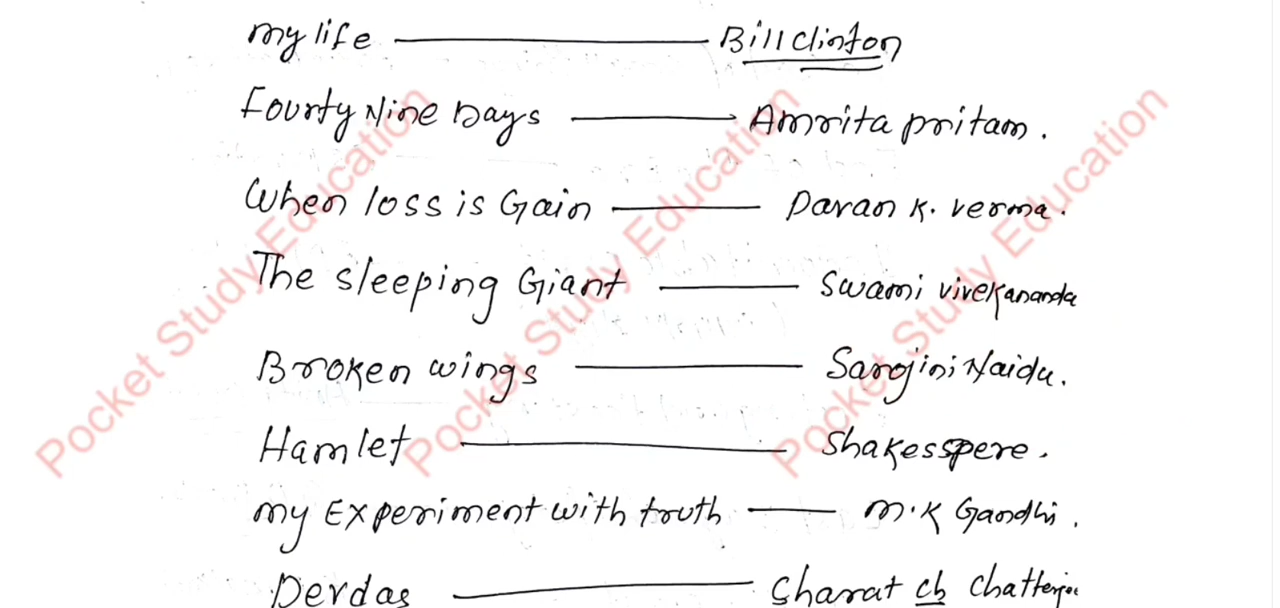 my life — Bill Clinton
Fourty Nine Days — Amrita pritam.
When loss is Gain — Pavan K. verma.
The sleeping Giant — Swami vivekananda
Broken wings — Sarojini Naidu.
Hamlet — Shakesspere.
my Experiment with truth — M.K Gandhi.
Devdas — Sharat ch Chatterjee
Pocket Study Education
Pocket Study Education
Pocket Study Education